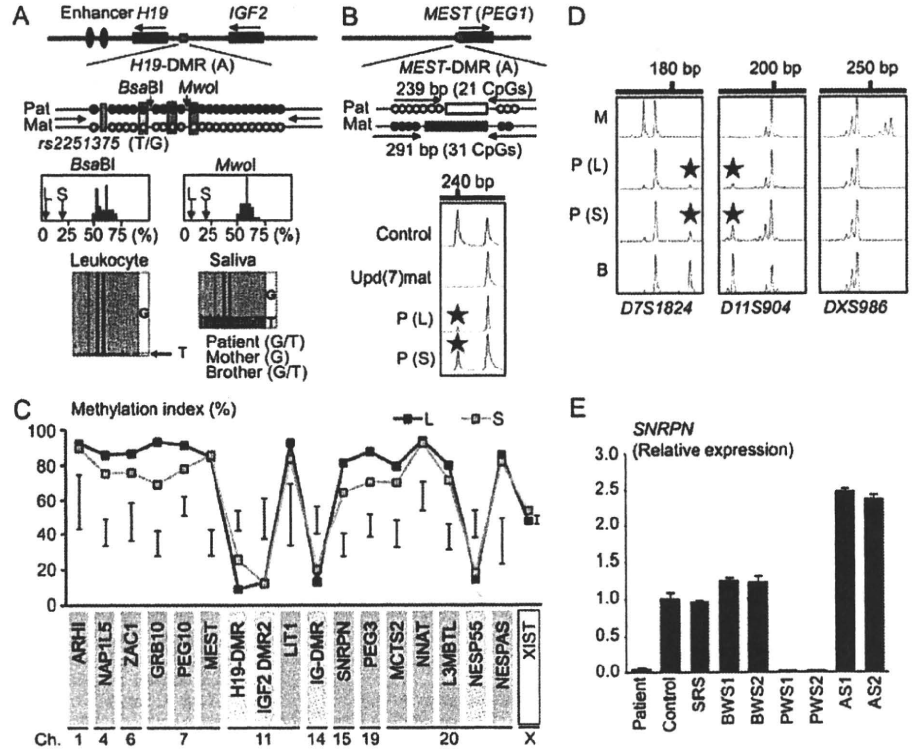 A
Enhancer H19 IGF2
H19-DMR (A)
BsaBI MwoI
Pat
Mat
rs2251375 (T/G)
BsaBI MwoI
L S L S
0 25 50 75 (%) 0 25 50 75 (%)
Leukocyte Saliva
G G
T T
Patient (G/T)
Mother (G)
Brother (G/T)
B
MEST (PEG1)
MEST-DMR (A)
239 bp (21 CpGs)
Pat
Mat
291 bp (31 CpGs)
240 bp
Control
Upd(7)mat
P (L)
P (S)
D
180 bp 200 bp 250 bp
M
P (L)
P (S)
B
D7S1824 D11S904 DXS986
C
Methylation index (%)
L S
100
80
60
40
20
0
ARHI NAP1L5 ZAC1 GRB10 PEG10 MEST H19-DMR IGF2 DMR2 LIT1 IG-DMR SNRPN PEG3 MCTS2 NNAT L3MBTL NESP55 NESPAS XIST
Ch. 1 4 6 7 11 14 15 19 20 X
E
SNRPN
(Relative expression)
3.0
2.5
2.0
1.0
1.0
0.5
0.0
Patient Control SRS BWS1 BWS2 PWS1 PWS2 AS1 AS2